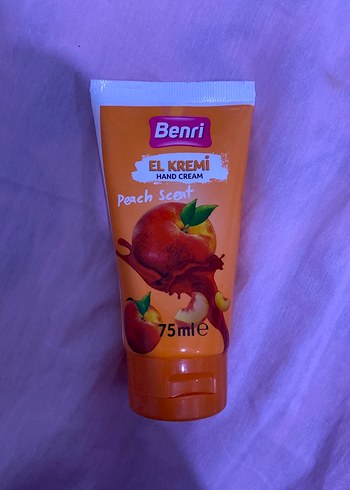 Benri
EL KREMİ
HAND CREAM
Peach Scent
75ml e